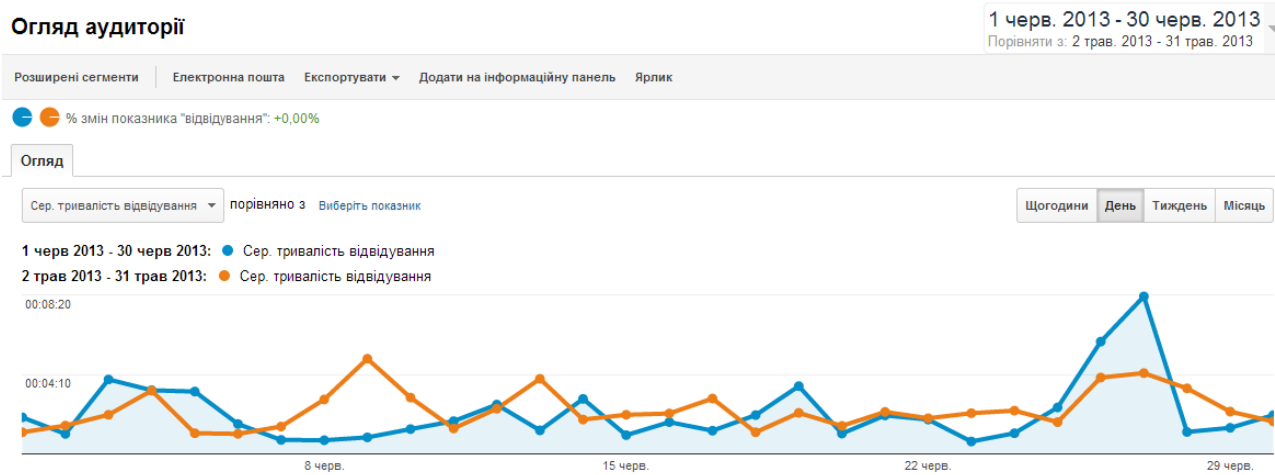 Огляд аудиторії
1 черв. 2013 - 30 черв. 2013
Порівняти з: 2 трав. 2013 - 31 трав. 2013
Розширені сегменти Електронна пошта Експортувати Додати на інформаційну панель Ярлик
% змін показника "відвідування": +0,00%
Огляд
Сер. тривалість відвідування порівняно з Виберіть показник Щогодини День Тиждень Місяць
1 черв 2013 - 30 черв 2013: Сер. тривалість відвідування
2 трав 2013 - 31 трав 2013: Сер. тривалість відвідування
00:08:20
00:04:10
8 черв. 15 черв. 22 черв. 29 черв.